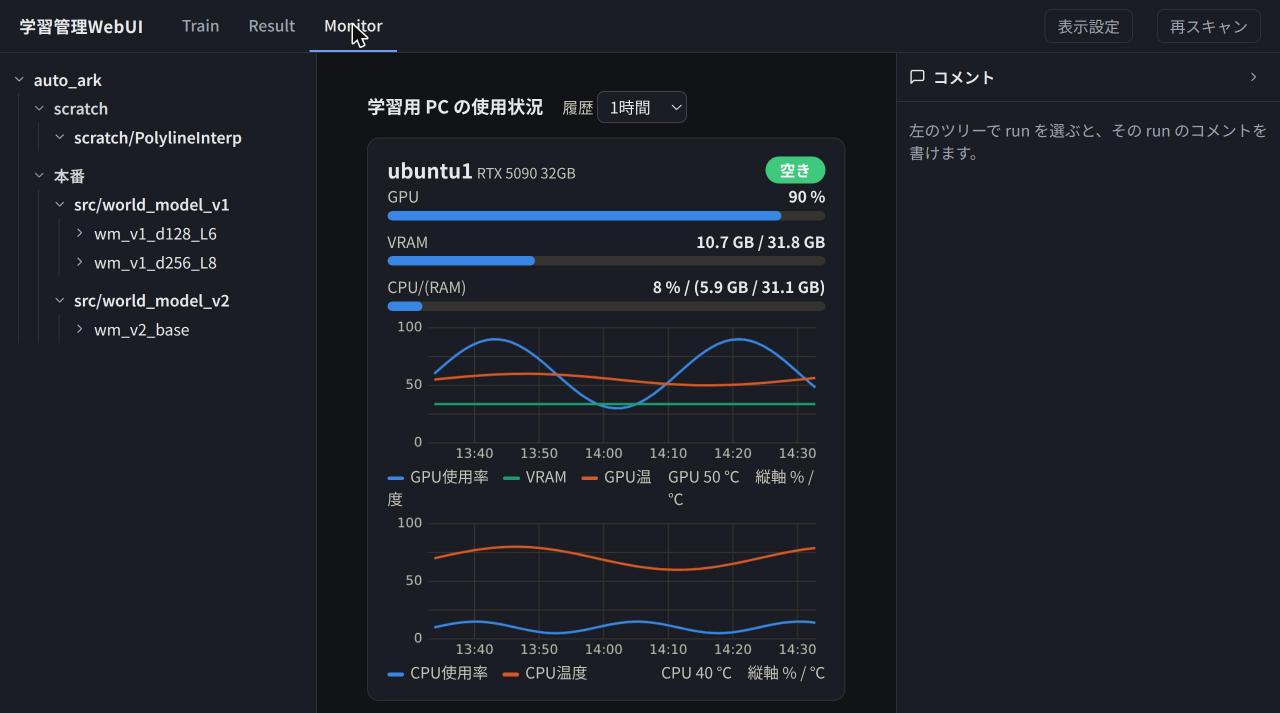 学習管理WebUI Train Result Monitor 表示設定 再スキャン
auto_ark
scratch
scratch/PolylineInterp
本番
src/world_model_v1
wm_v1_d128_L6
wm_v1_d256_L8
src/world_model_v2
wm_v2_base
学習用 PC の使用状況 履歴 1時間
ubuntu1 RTX 5090 32GB 空き
GPU 90 %
VRAM 10.7 GB / 31.8 GB
CPU/(RAM) 8 % / (5.9 GB / 31.1 GB)
100
50
0
13:40 13:50 14:00 14:10 14:20 14:30
GPU使用率 VRAM GPU温 GPU 50 °C 縦軸 % /
度 °C
100
50
0
13:40 13:50 14:00 14:10 14:20 14:30
CPU使用率 CPU温度 CPU 40 °C 縦軸 % / °C
コメント
左のツリーで run を選ぶと、その run のコメントを
書けます。